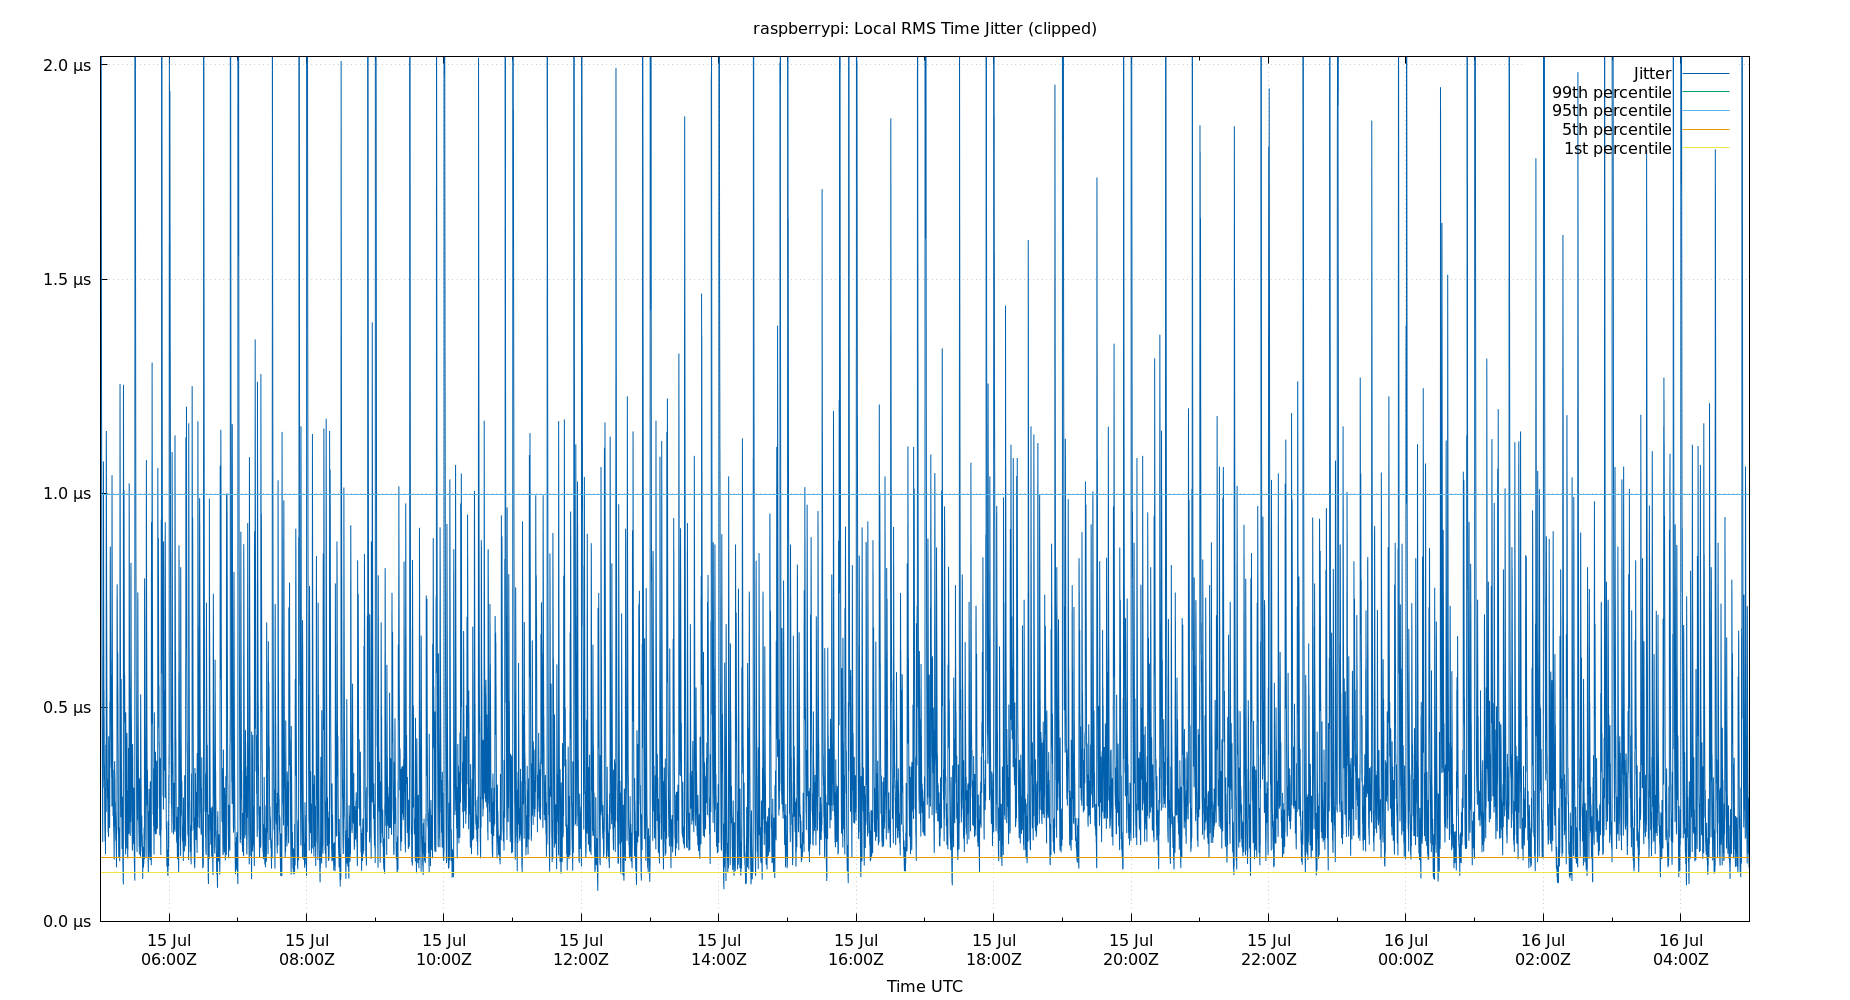 raspberrypi: Local RMS Time Jitter (clipped)
2.0 µs
1.5 µs
1.0 µs
0.5 µs
0.0 µs
Jitter
99th percentile
95th percentile
5th percentile
1st percentile
15 Jul 15 Jul 15 Jul 15 Jul 15 Jul 15 Jul 15 Jul 15 Jul 15 Jul 16 Jul 16 Jul 16 Jul
06:00Z 08:00Z 10:00Z 12:00Z 14:00Z 16:00Z 18:00Z 20:00Z 22:00Z 00:00Z 02:00Z 04:00Z
Time UTC